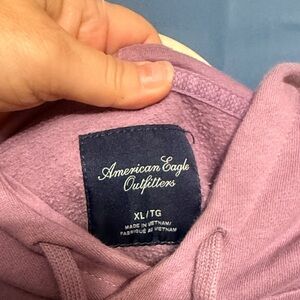 American Eagle
Outfitters
XL/TG
MADE IN VIETNAM/
FABRIQUÉ AU VIETNAM